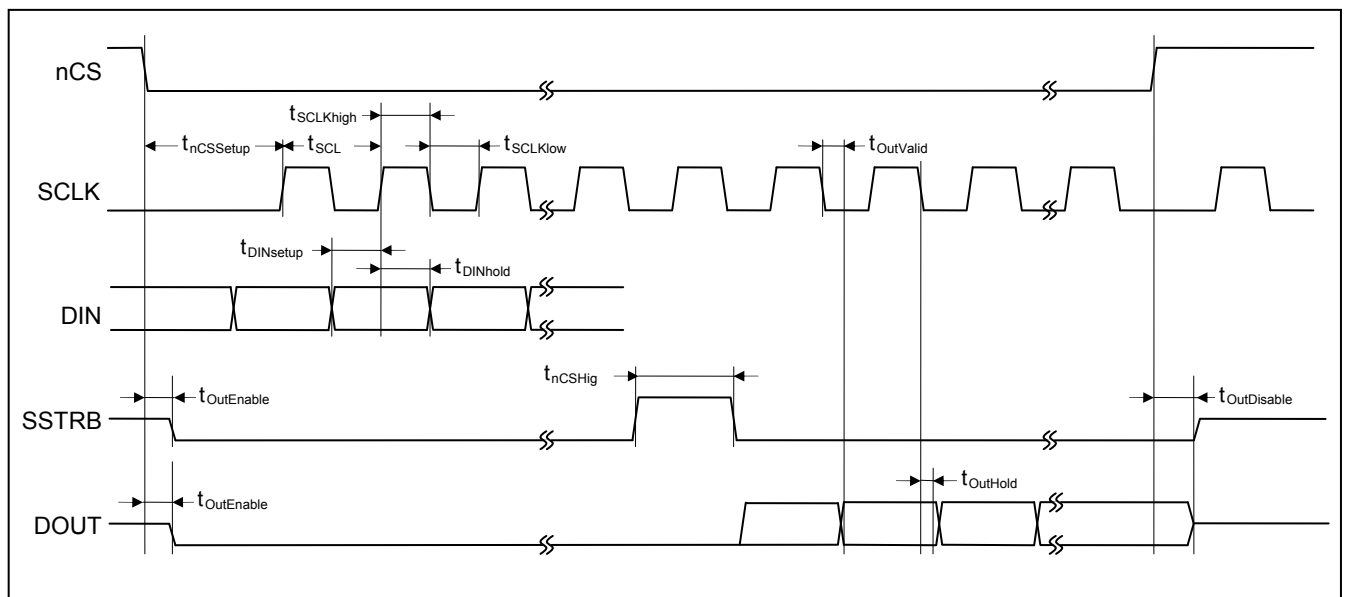 nCS
tSCLKhigh
tnCSSetup
tSCL
tSCLKlow
tOutValid
SCLK
tDINsetup
tDINhold
DIN
tnCSHig
tOutEnable
tOutDisable
SSTRB
tOutEnable
tOutHold
DOUT